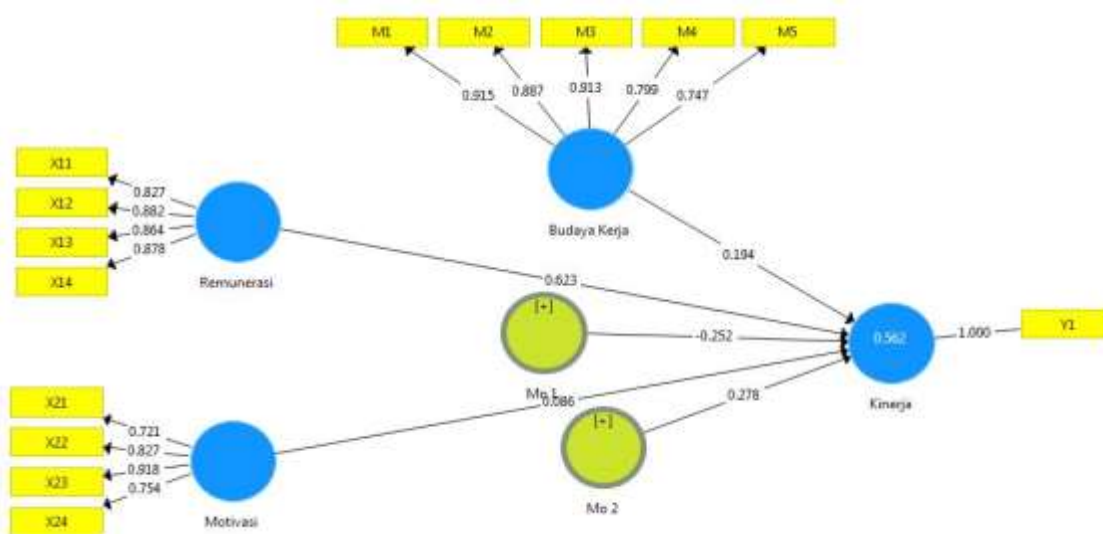 M1 M2 M3 M4 M5
0.915 0.887 0.913 0.799 0.747
X11
0.827
X12
0.882
X13
0.864
X14
0.878
Remunerasi
Budaya Kerja
0.194
0.623
[+]
-0.252
Mo 1
0.562
Kinerja
1.000
Y1
X21
0.721
X22
0.827
X23
0.918
X24
0.754
Motivasi
0.086
[+]
0.278
Mo 2